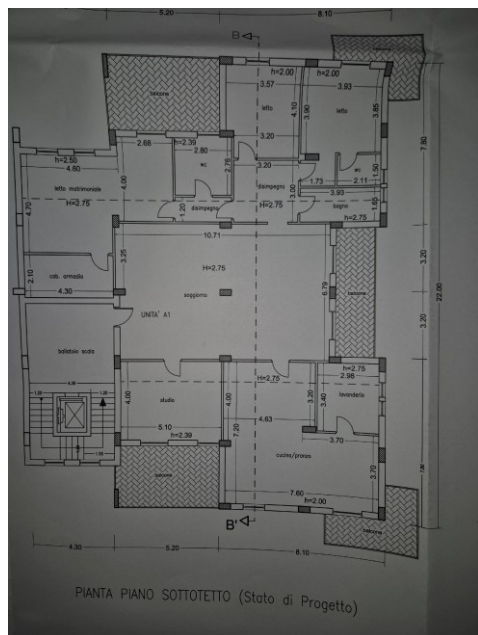 5.20 8.10
B
balcone
h=2.00 h=2.00
3.57 3.93
balcone letto letto
4.10 3.90 3.85
7.80
h=2.39
2.68 2.80
3.20
h=2.50
4.60
wc
2.76
wc
1.50
letto matrimoniale
4.00
3.20
disimpegno
1.73 2.11
3.93
4.70
H=2.75
1.20
disimpegno
H=2.75
bagno
1.65
h=2.75
10.71
3.25
2.10
cab. armadio
4.30
H=2.75
soggiorno
6.79
balcone
3.20
22.00
UNITA' A1
ballatoio scala
3.20
h=2.75
H=2.75
2.98
4.00
studio
4.00
3.20
3.40
lavanderia
5.10
4.63
7.20
3.70
h=2.39
cucina/pranzo
3.70
balcone
7.60
h=2.00
B'
balcone
4.30 5.20 8.10
PIANTA PIANO SOTTOTETTO (Stato di Progetto)